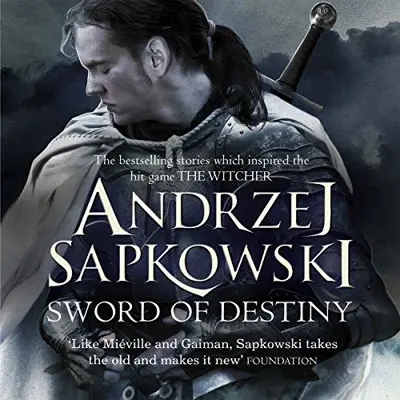 The bestselling stories which inspired the
hit game THE WITCHER
ANDRZEJ
SAPKOWSKI
SWORD OF DESTINY
‘Like Miéville and Gaiman, Sapkowski takes
the old and makes it new’ FOUNDATION